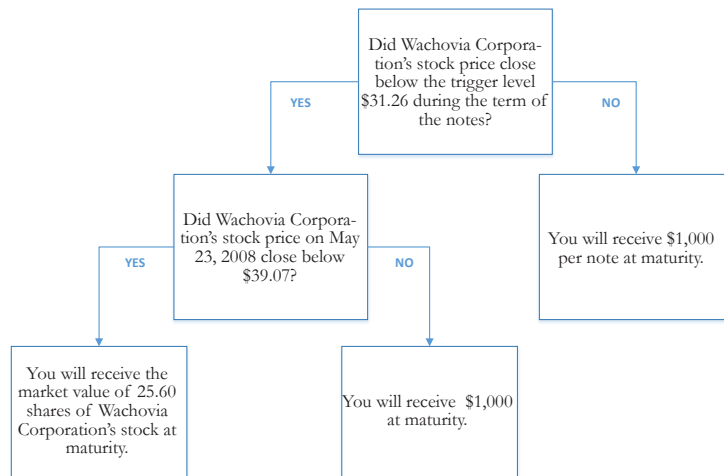 Did Wachovia Corpora-
tion's stock price close
below the trigger level
$31.26 during the term of
the notes?
YES
NO
Did Wachovia Corpora-
tion's stock price on May
23, 2008 close below
$39.07?
You will receive $1,000
per note at maturity.
YES
NO
You will receive the
market value of 25.60
shares of Wachovia
Corporation's stock at
maturity.
You will receive $1,000
at maturity.